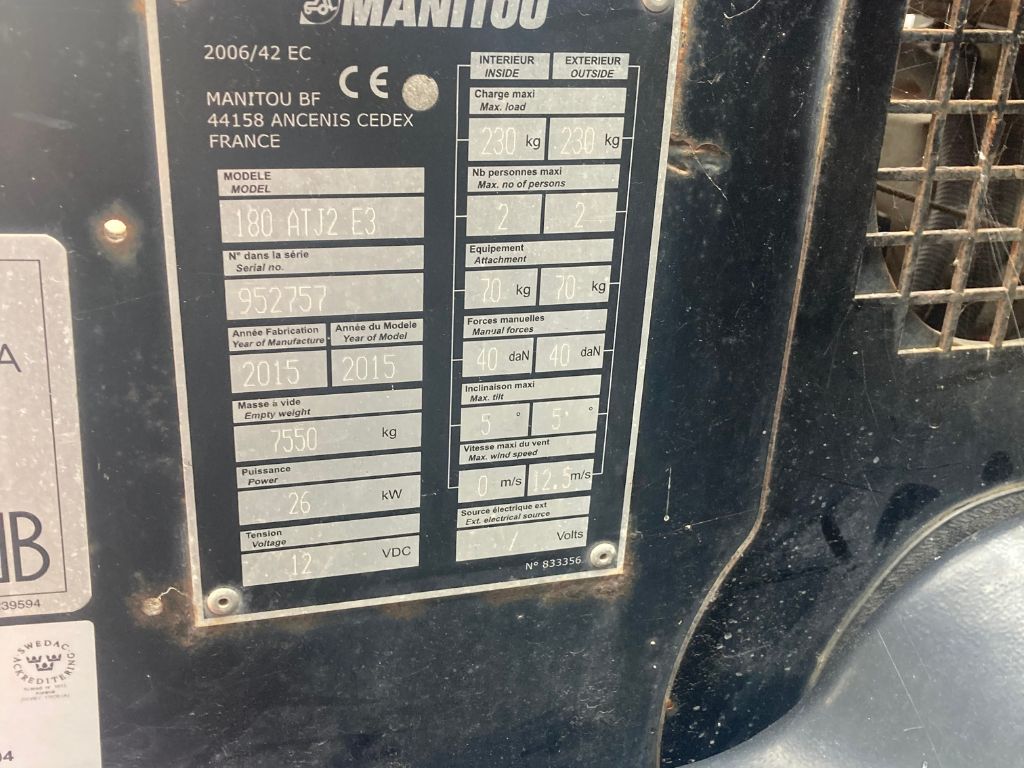 MANITOU
2006/42 EC
CE
MANITOU BF
44158 ANCENIS CEDEX
FRANCE
MODELE
MODEL
180 ATJ2 E3
N° dans la série
Serial no.
952757
Année Fabrication
Year of Manufacture
Année du Modele
Year of Model
2015
2015
Masse à vide
Empty weight
7550 kg
Puissance
Power
26 kW
Tension
Voltage
12 VDC
INTERIEUR
INSIDE
EXTERIEUR
OUTSIDE
Charge maxi
Max. load
230 kg
230 kg
Nb personnes maxi
Max. no of persons
2
2
Equipement
Attachment
70 kg
70 kg
Forces manuelles
Manual forces
40 daN
40 daN
Inclinaison maxi
Max. tilt
5 °
5 °
Vitesse maxi du vent
Max. wind speed
0 m/s
12.5 m/s
Source électrique ext
Ext. electrical source
/ Volts
N° 833356
A
B
39594
SWEDAC
ACKREDITERING
04